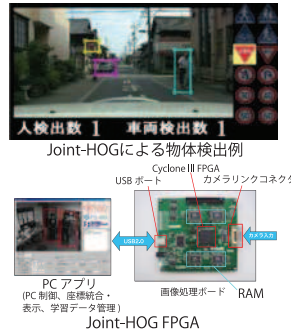 人検出数 1 車両検出数 1
Joint-HOGによる物体検出例
Cyclone III FPGA
USB ポート
カメラリンクコネクタ
USB2.0
カメラ入力
PC アプリ
(PC 制御、座標統合・
表示、学習データ管理)
画像処理ボード
RAM
Joint-HOG FPGA